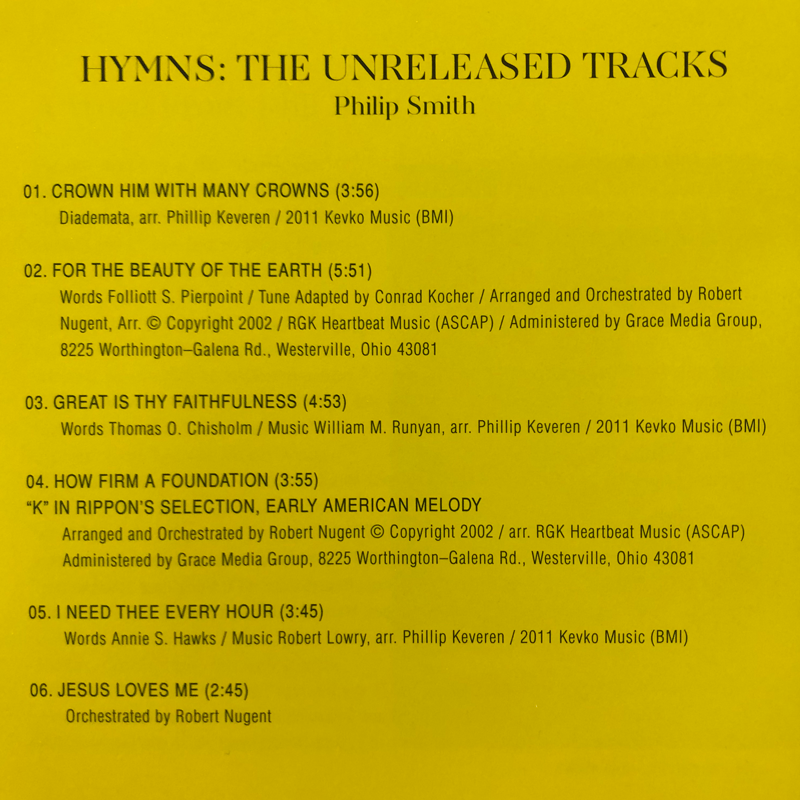 HYMNS: THE UNRELEASED TRACKS
Philip Smith
01. CROWN HIM WITH MANY CROWNS (3:56)
Diademata, arr. Phillip Keveren / 2011 Kevko Music (BMI)
02. FOR THE BEAUTY OF THE EARTH (5:51)
Words Folliott S. Pierpoint / Tune Adapted by Conrad Kocher / Arranged and Orchestrated by Robert
Nugent, Arr. © Copyright 2002 / RGK Heartbeat Music (ASCAP) / Administered by Grace Media Group,
8225 Worthington–Galena Rd., Westerville, Ohio 43081
03. GREAT IS THY FAITHFULNESS (4:53)
Words Thomas O. Chisholm / Music William M. Runyan, arr. Phillip Keveren / 2011 Kevko Music (BMI)
04. HOW FIRM A FOUNDATION (3:55)
“K” IN RIPPON’S SELECTION, EARLY AMERICAN MELODY
Arranged and Orchestrated by Robert Nugent © Copyright 2002 / arr. RGK Heartbeat Music (ASCAP)
Administered by Grace Media Group, 8225 Worthington–Galena Rd., Westerville, Ohio 43081
05. I NEED THEE EVERY HOUR (3:45)
Words Annie S. Hawks / Music Robert Lowry, arr. Phillip Keveren / 2011 Kevko Music (BMI)
06. JESUS LOVES ME (2:45)
Orchestrated by Robert Nugent